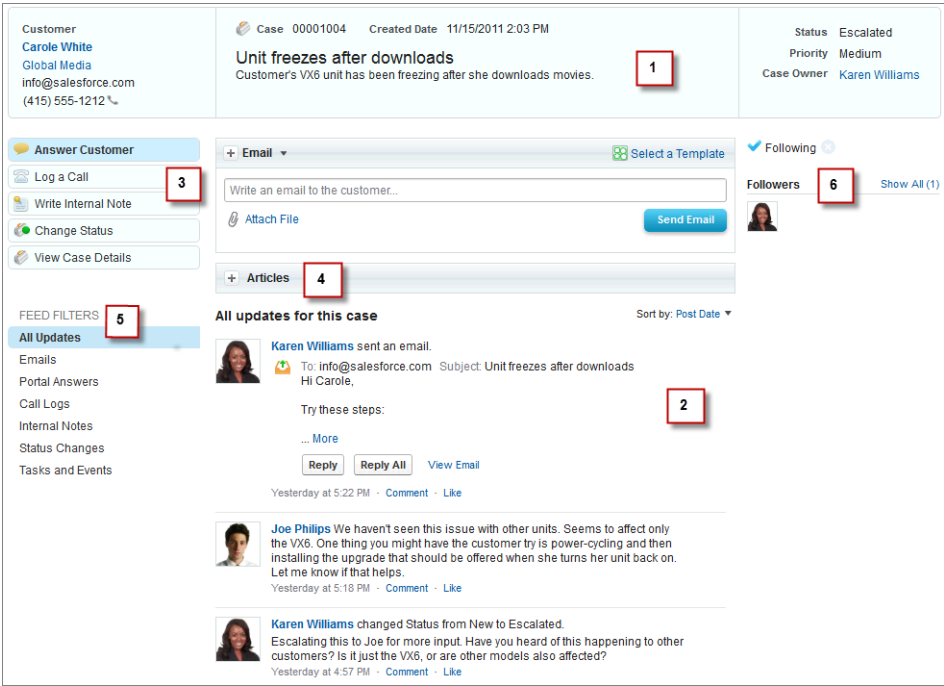 Customer
Carole White
Global Media
info@salesforce.com
(415) 555-1212
Case 00001004 Created Date 11/15/2011 2:03 PM
Unit freezes after downloads
Customer's VX6 unit has been freezing after she downloads movies.
1
Status Escalated
Priority Medium
Case Owner Karen Williams
Answer Customer
Log a Call
3
Write Internal Note
Change Status
View Case Details
Email
Select a Template
Write an email to the customer...
Attach File
Send Email
Following
Followers
6
Show All (1)
Articles
4
FEED FILTERS
5
All Updates
Emails
Portal Answers
Call Logs
Internal Notes
Status Changes
Tasks and Events
All updates for this case
Sort by: Post Date
Karen Williams sent an email.
To: info@salesforce.com Subject: Unit freezes after downloads
Hi Carole,
Try these steps:
2
... More
Reply Reply All View Email
Yesterday at 5:22 PM · Comment · Like
Joe Philips We haven't seen this issue with other units. Seems to affect only
the VX6. One thing you might have the customer try is power-cycling and then
installing the upgrade that should be offered when she turns her unit back on.
Let me know if that helps.
Yesterday at 5:18 PM · Comment · Like
Karen Williams changed Status from New to Escalated.
Escalating this to Joe for more input. Have you heard of this happening to other
customers? Is it just the VX6, or are other models also affected?
Yesterday at 4:57 PM · Comment · Like